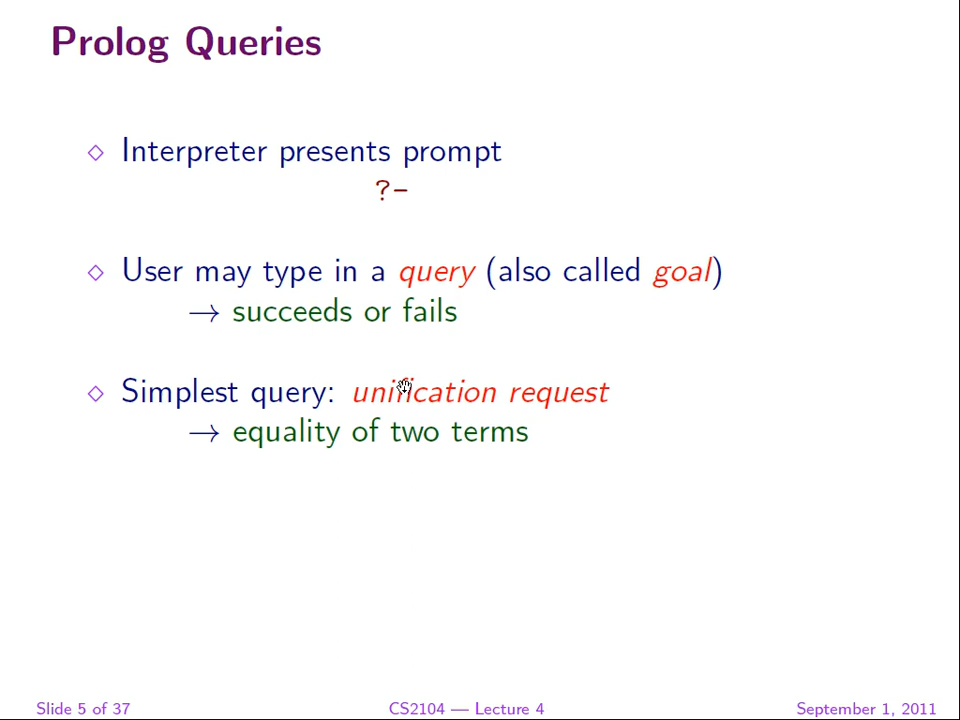 Prolog Queries
◇ Interpreter presents prompt
?-
◇ User may type in a query (also called goal)
→ succeeds or fails
◇ Simplest query: unification request
→ equality of two terms
Slide 5 of 37 CS2104 — Lecture 4 September 1, 2011